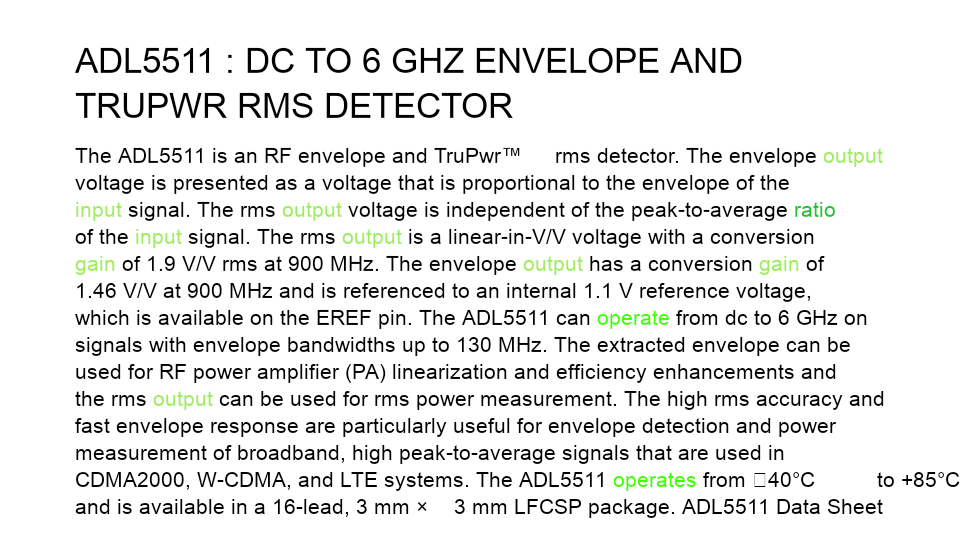 ADL5511 : DC TO 6 GHZ ENVELOPE AND
TRUPWR RMS DETECTOR
The ADL5511 is an RF envelope and TruPwr™ rms detector. The envelope output
voltage is presented as a voltage that is proportional to the envelope of the
input signal. The rms output voltage is independent of the peak-to-average ratio
of the input signal. The rms output is a linear-in-V/V voltage with a conversion
gain of 1.9 V/V rms at 900 MHz. The envelope output has a conversion gain of
1.46 V/V at 900 MHz and is referenced to an internal 1.1 V reference voltage,
which is available on the EREF pin. The ADL5511 can operate from dc to 6 GHz on
signals with envelope bandwidths up to 130 MHz. The extracted envelope can be
used for RF power amplifier (PA) linearization and efficiency enhancements and
the rms output can be used for rms power measurement. The high rms accuracy and
fast envelope response are particularly useful for envelope detection and power
measurement of broadband, high peak-to-average signals that are used in
CDMA2000, W-CDMA, and LTE systems. The ADL5511 operates from □40°C to +85°C
and is available in a 16-lead, 3 mm × 3 mm LFCSP package. ADL5511 Data Sheet